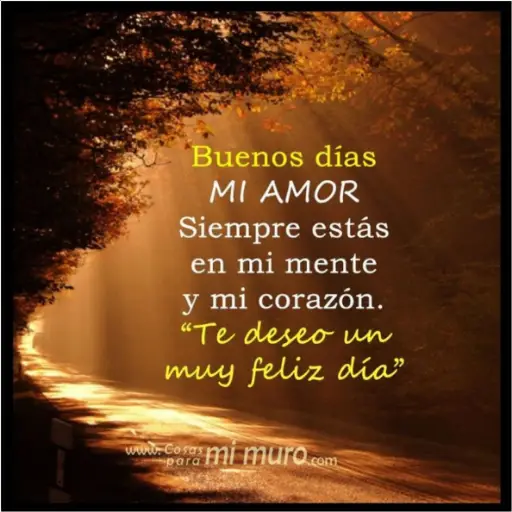 Buenos días
MI AMOR
Siempre estás
en mi mente
y mi corazón.
“Te deseo un
muy feliz día”
www.Cosas para mi muro.com